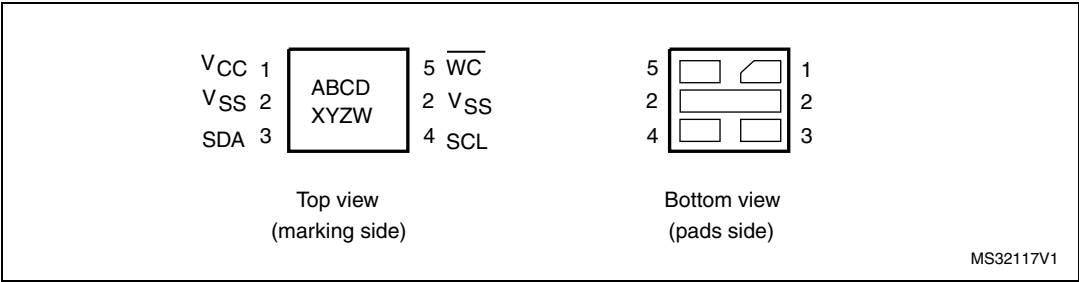 VCC 1 ABCD 5 W̅C̅
VSS 2 XYZW 2 VSS
SDA 3 4 SCL
5 1
2 2
4 3
Top view
(marking side)
Bottom view
(pads side)
MS32117V1